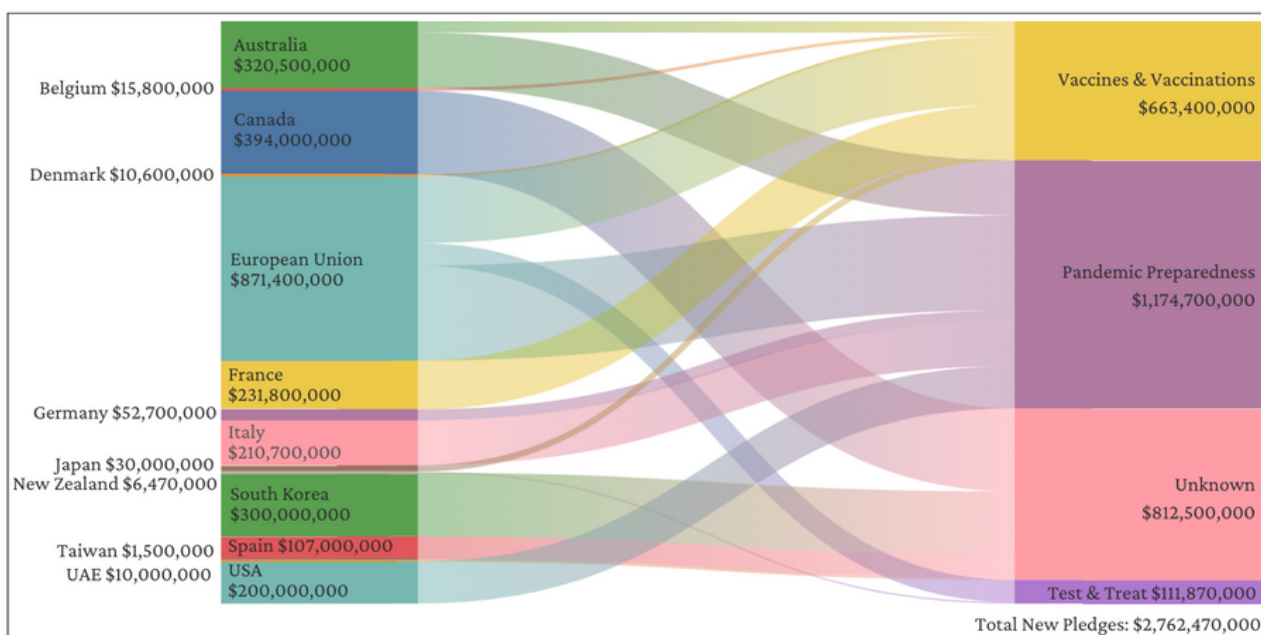 Australia
$320,500,000
Belgium $15,800,000
Canada
$394,000,000
Denmark $10,600,000
European Union
$871,400,000
France
$231,800,000
Germany $52,700,000
Italy
$210,700,000
Japan $30,000,000
New Zealand $6,470,000
South Korea
$300,000,000
Spain $107,000,000
Taiwan $1,500,000
UAE $10,000,000
USA
$200,000,000
Vaccines & Vaccinations
$663,400,000
Pandemic Preparedness
$1,174,700,000
Unknown
$812,500,000
Test & Treat $111,870,000
Total New Pledges: $2,762,470,000